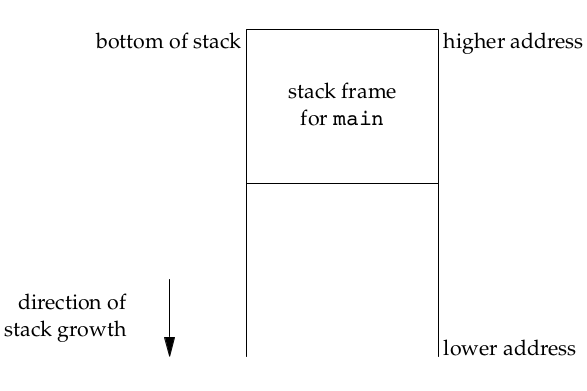 bottom of stack
higher address
stack frame
for main
direction of
stack growth
lower address